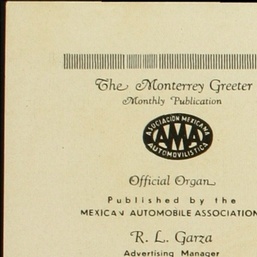 The Monterrey Greeter
Monthly Publication
ASOCIACIÓN MEXICANA
AMA
AUTOMOVILISTICA
Official Organ
Published by the
MEXICAN AUTOMOBILE ASSOCIATION
R. L. Garza
Advertising Manager